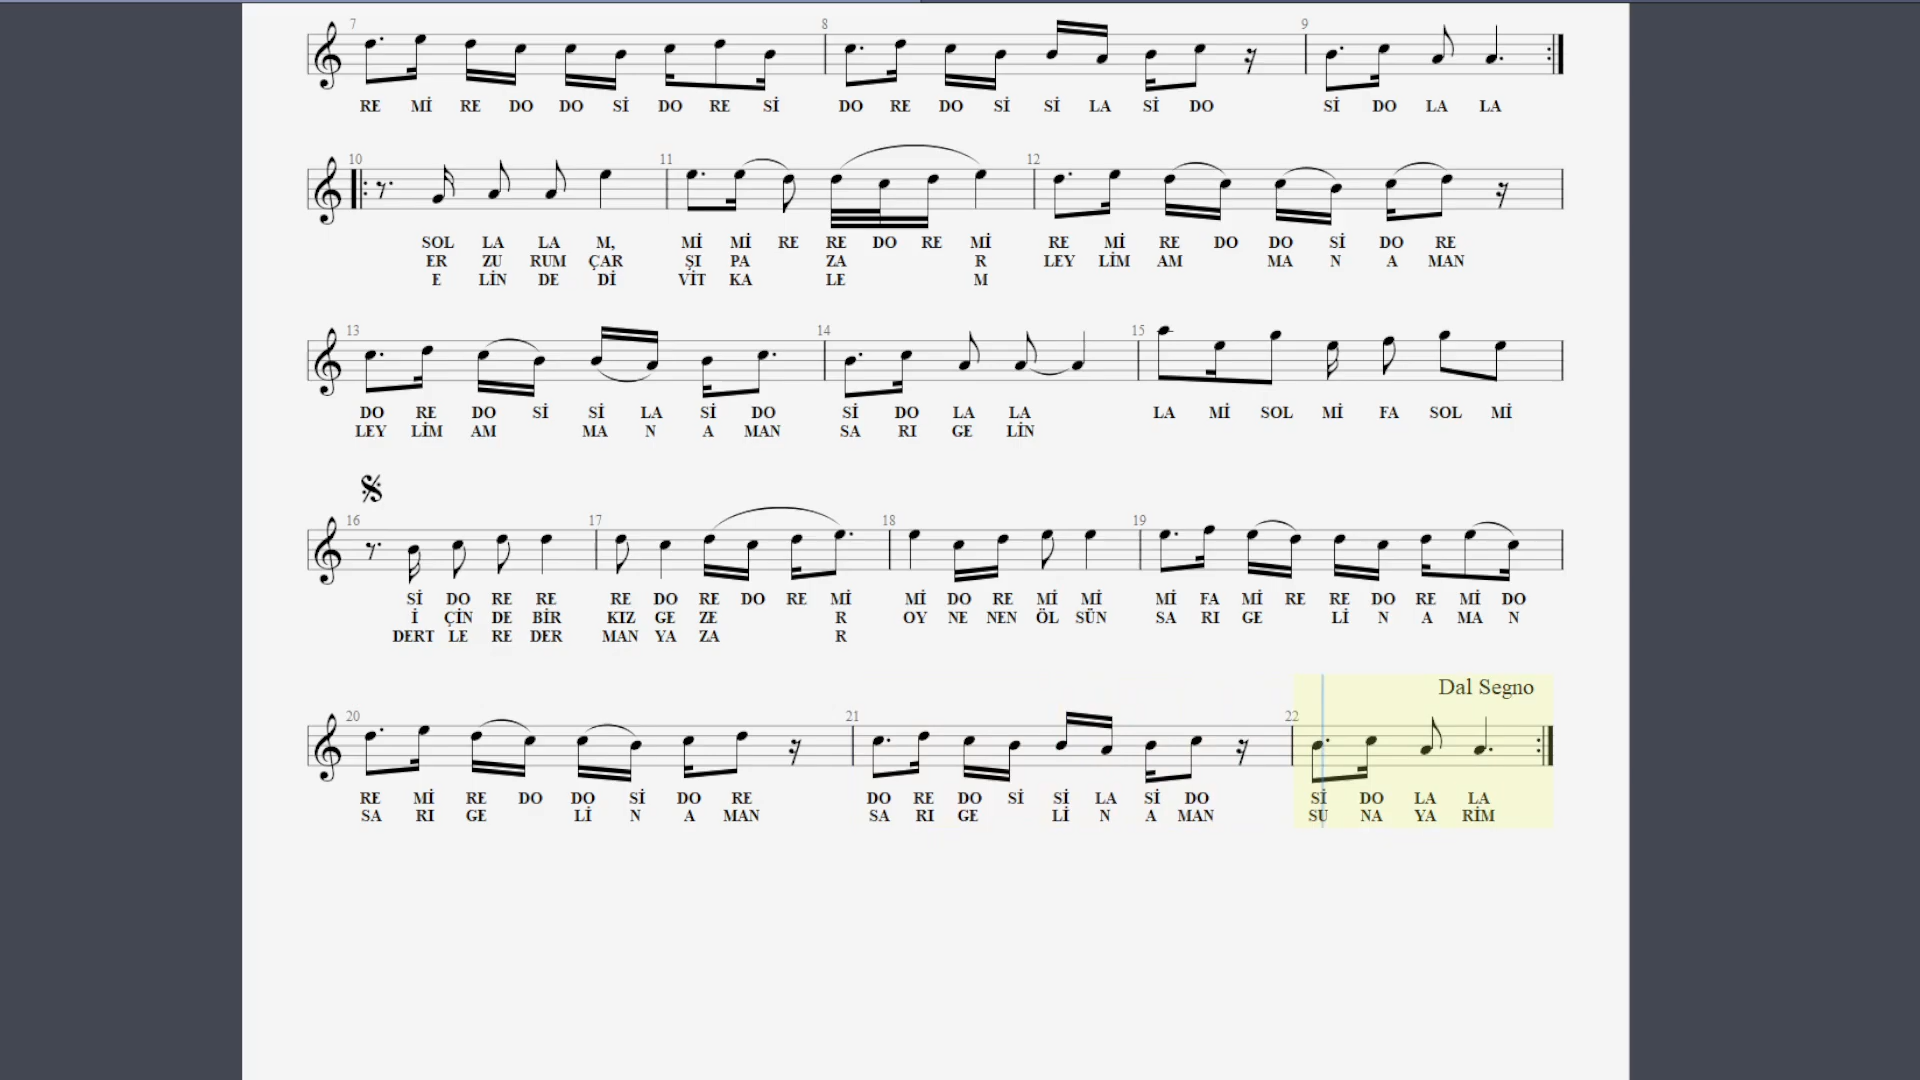 7 8 9
RE Mİ RE DO DO Sİ DO RE Sİ DO RE DO Sİ Sİ LA Sİ DO Sİ DO LA LA
10 11 12
SOL LA LA M, Mİ Mİ RE RE DO RE Mİ RE Mİ RE DO DO Sİ DO RE
ER ZU RUM ÇAR ŞI PA ZA R LEY LİM AM MA N A MAN
E LİN DE Dİ VİT KA LE M
13 14 15
DO RE DO Sİ Sİ LA Sİ DO Sİ DO LA LA LA Mİ SOL Mİ FA SOL Mİ
LEY LİM AM MA N A MAN SA RI GE LİN
16 17 18 19
Sİ DO RE RE RE DO RE DO RE Mİ Mİ DO RE Mİ Mİ Mİ FA Mİ RE RE DO RE Mİ DO
İ ÇİN DE BİR KIZ GE ZE R OY NE NEN ÖL SÜN SA RI GE Lİ N A MA N
DERT LE RE DER MAN YA ZA R
Dal Segno
20 21 22
RE Mİ RE DO DO Sİ DO RE DO RE DO Sİ Sİ LA Sİ DO Sİ DO LA LA
SA RI GE Lİ N A MAN SA RI GE Lİ N A MAN SU NA YA RİM